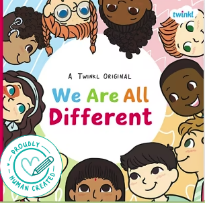 twinkl
A TWINKL ORIGINAL
We Are All
Different
PROUDLY
HUMAN CREATED